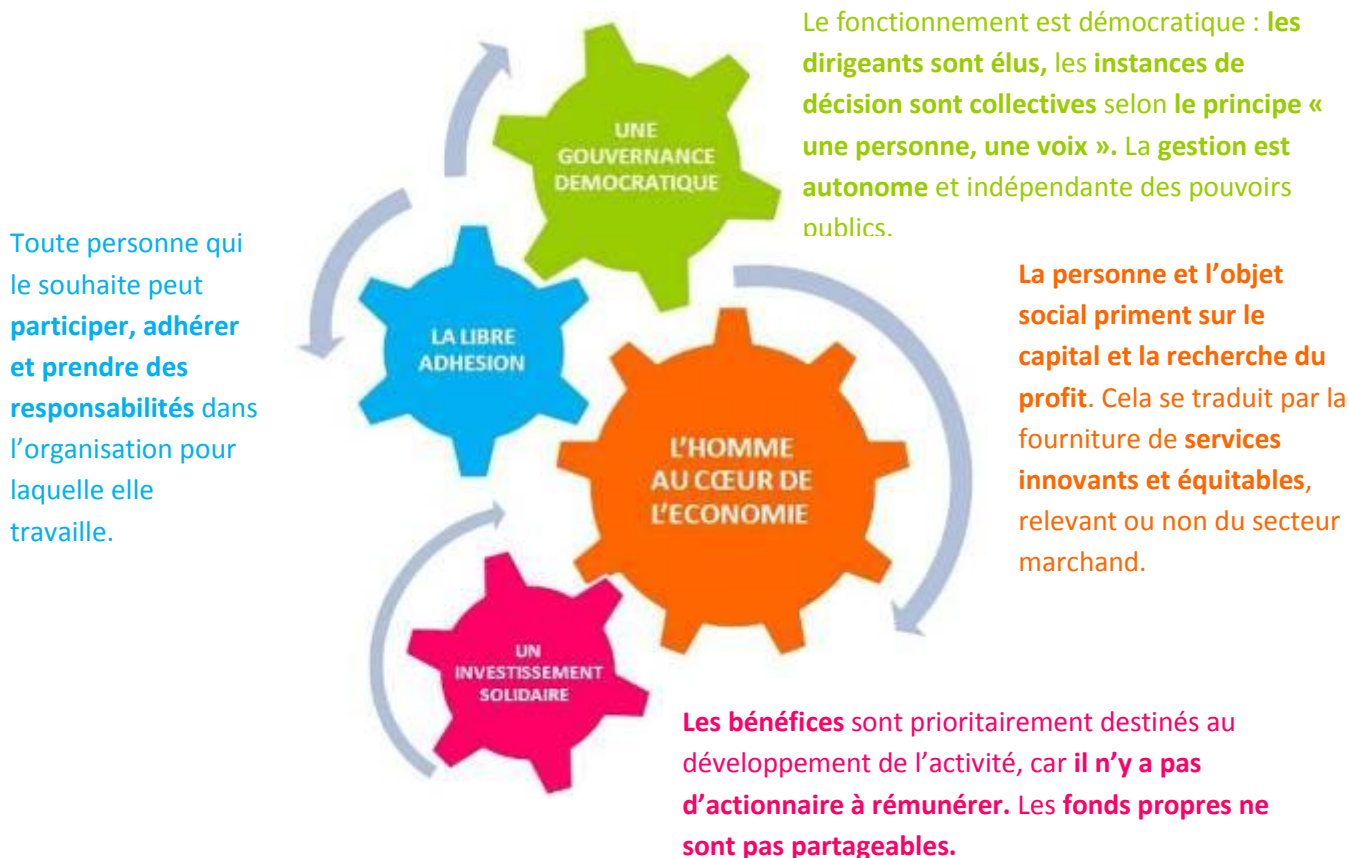 Le fonctionnement est démocratique : les
dirigeants sont élus, les instances de
décision sont collectives selon le principe «
une personne, une voix ». La gestion est
autonome et indépendante des pouvoirs
publics.
UNE
GOUVERNANCE
DEMOCRATIQUE
Toute personne qui
le souhaite peut
participer, adhérer
et prendre des
responsabilités dans
l'organisation pour
laquelle elle
travaille.
LA LIBRE
ADHESION
La personne et l'objet
social priment sur le
capital et la recherche du
profit. Cela se traduit par la
fourniture de services
innovants et équitables,
relevant ou non du secteur
marchand.
L'HOMME
AU CŒUR DE
L'ECONOMIE
UN
INVESTISSEMENT
SOLIDAIRE
Les bénéfices sont prioritairement destinés au
développement de l'activité, car il n'y a pas
d'actionnaire à rémunérer. Les fonds propres ne
sont pas partageables.